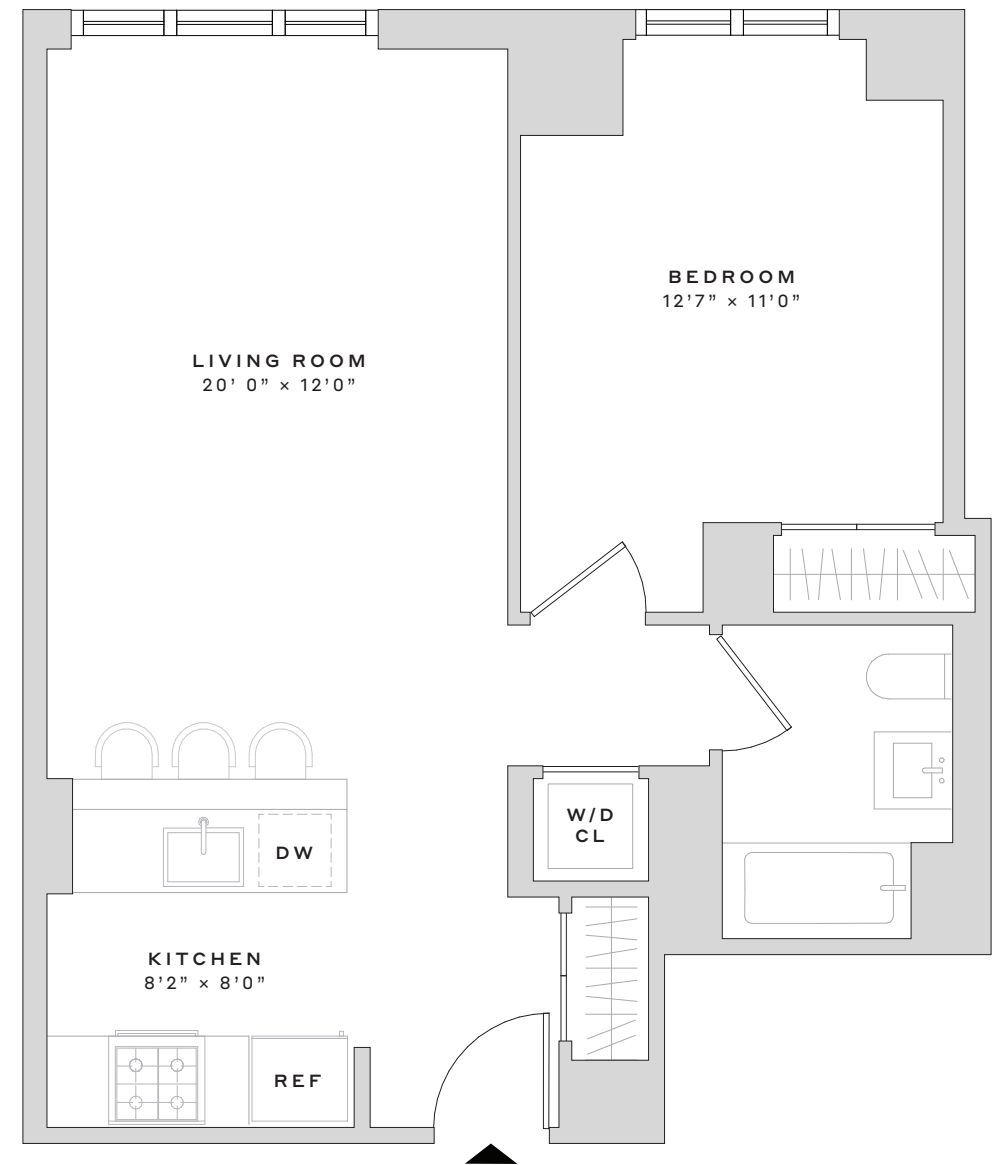 BEDROOM
12’7” × 11’0”
LIVING ROOM
20’ 0” × 12’0”
W/D
CL
DW
KITCHEN
8’2” × 8’0”
REF